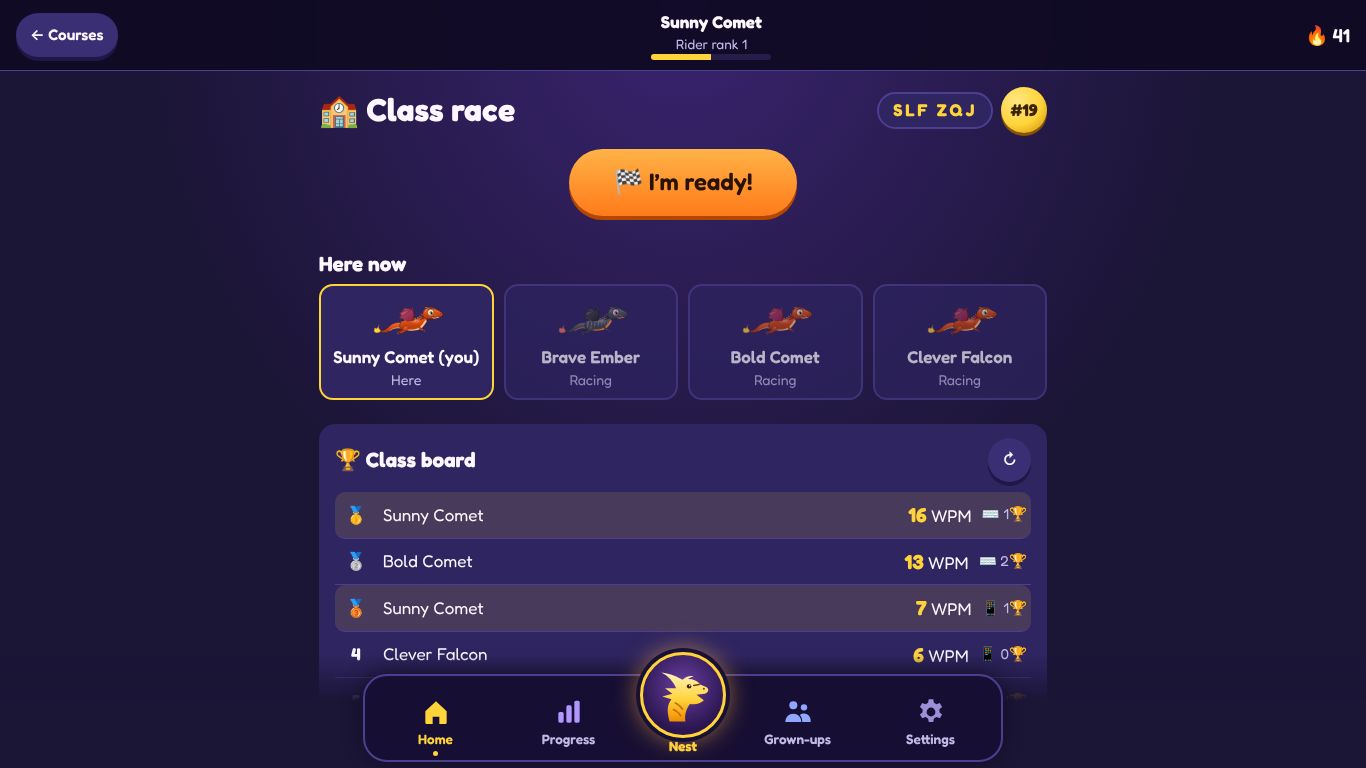 ← Courses
Sunny Comet
Rider rank 1
41
Class race
SLF ZQJ
#19
I'm ready!
Here now
Sunny Comet (you)
Here
Brave Ember
Racing
Bold Comet
Racing
Clever Falcon
Racing
Class board
Sunny Comet 16 WPM 1
Bold Comet 13 WPM 2
Sunny Comet 7 WPM 1
4 Clever Falcon 6 WPM 0
Home
Progress
Nest
Grown-ups
Settings